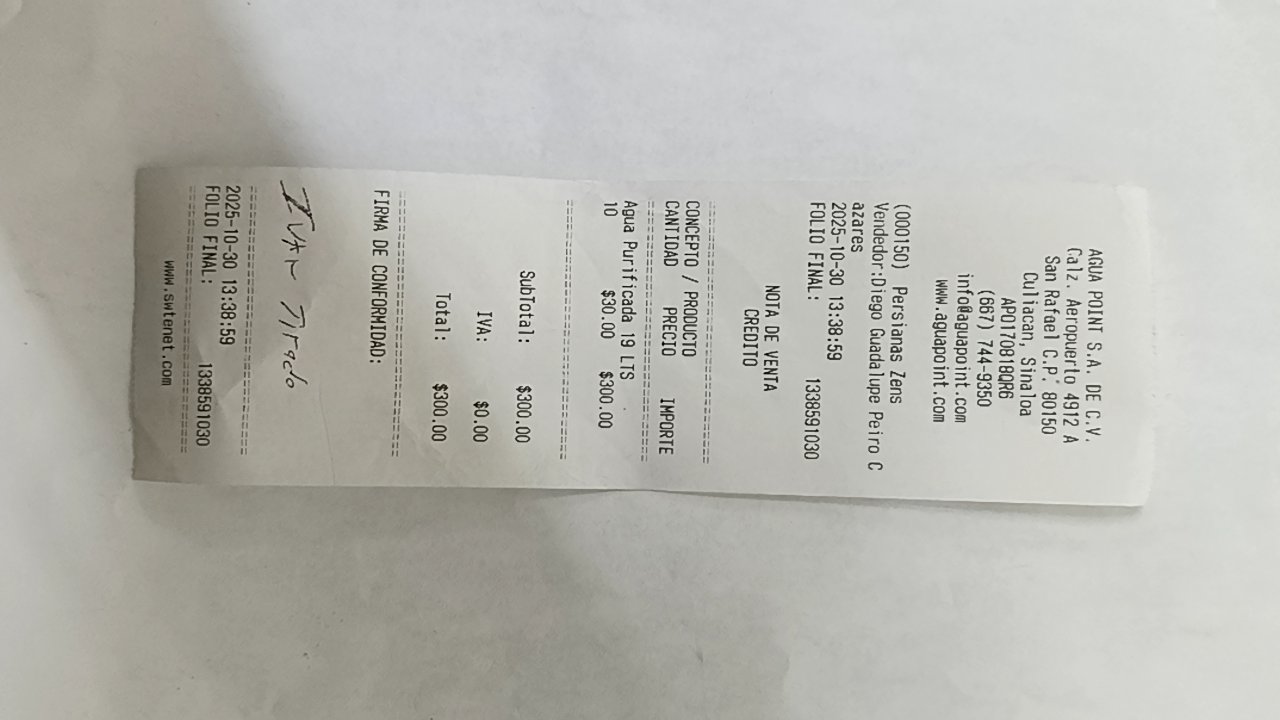 AGUA POINT S.A. DE C.V.
Calz. Aeropuerto 4912 A
San Rafael C.P. 80150
Culiacan, Sinaloa
APO170818QR6
(667) 744-9350
info@aguapoint.com
www.aguapoint.com
(000150) Persianas Zens
Vendedor:Diego Guadalupe Peiro C
azares
2025-10-30 13:38:59
FOLIO FINAL: 1338591030
NOTA DE VENTA
CREDITO
CONCEPTO / PRODUCTO
CANTIDAD PRECIO IMPORTE
Agua Purificada 19 LTS
10 $30.00 $300.00
SubTotal: $300.00
IVA: $0.00
Total: $300.00
FIRMA DE CONFORMIDAD:
IVAN Tirado
2025-10-30 13:38:59
FOLIO FINAL: 1338591030
www.swtenet.com